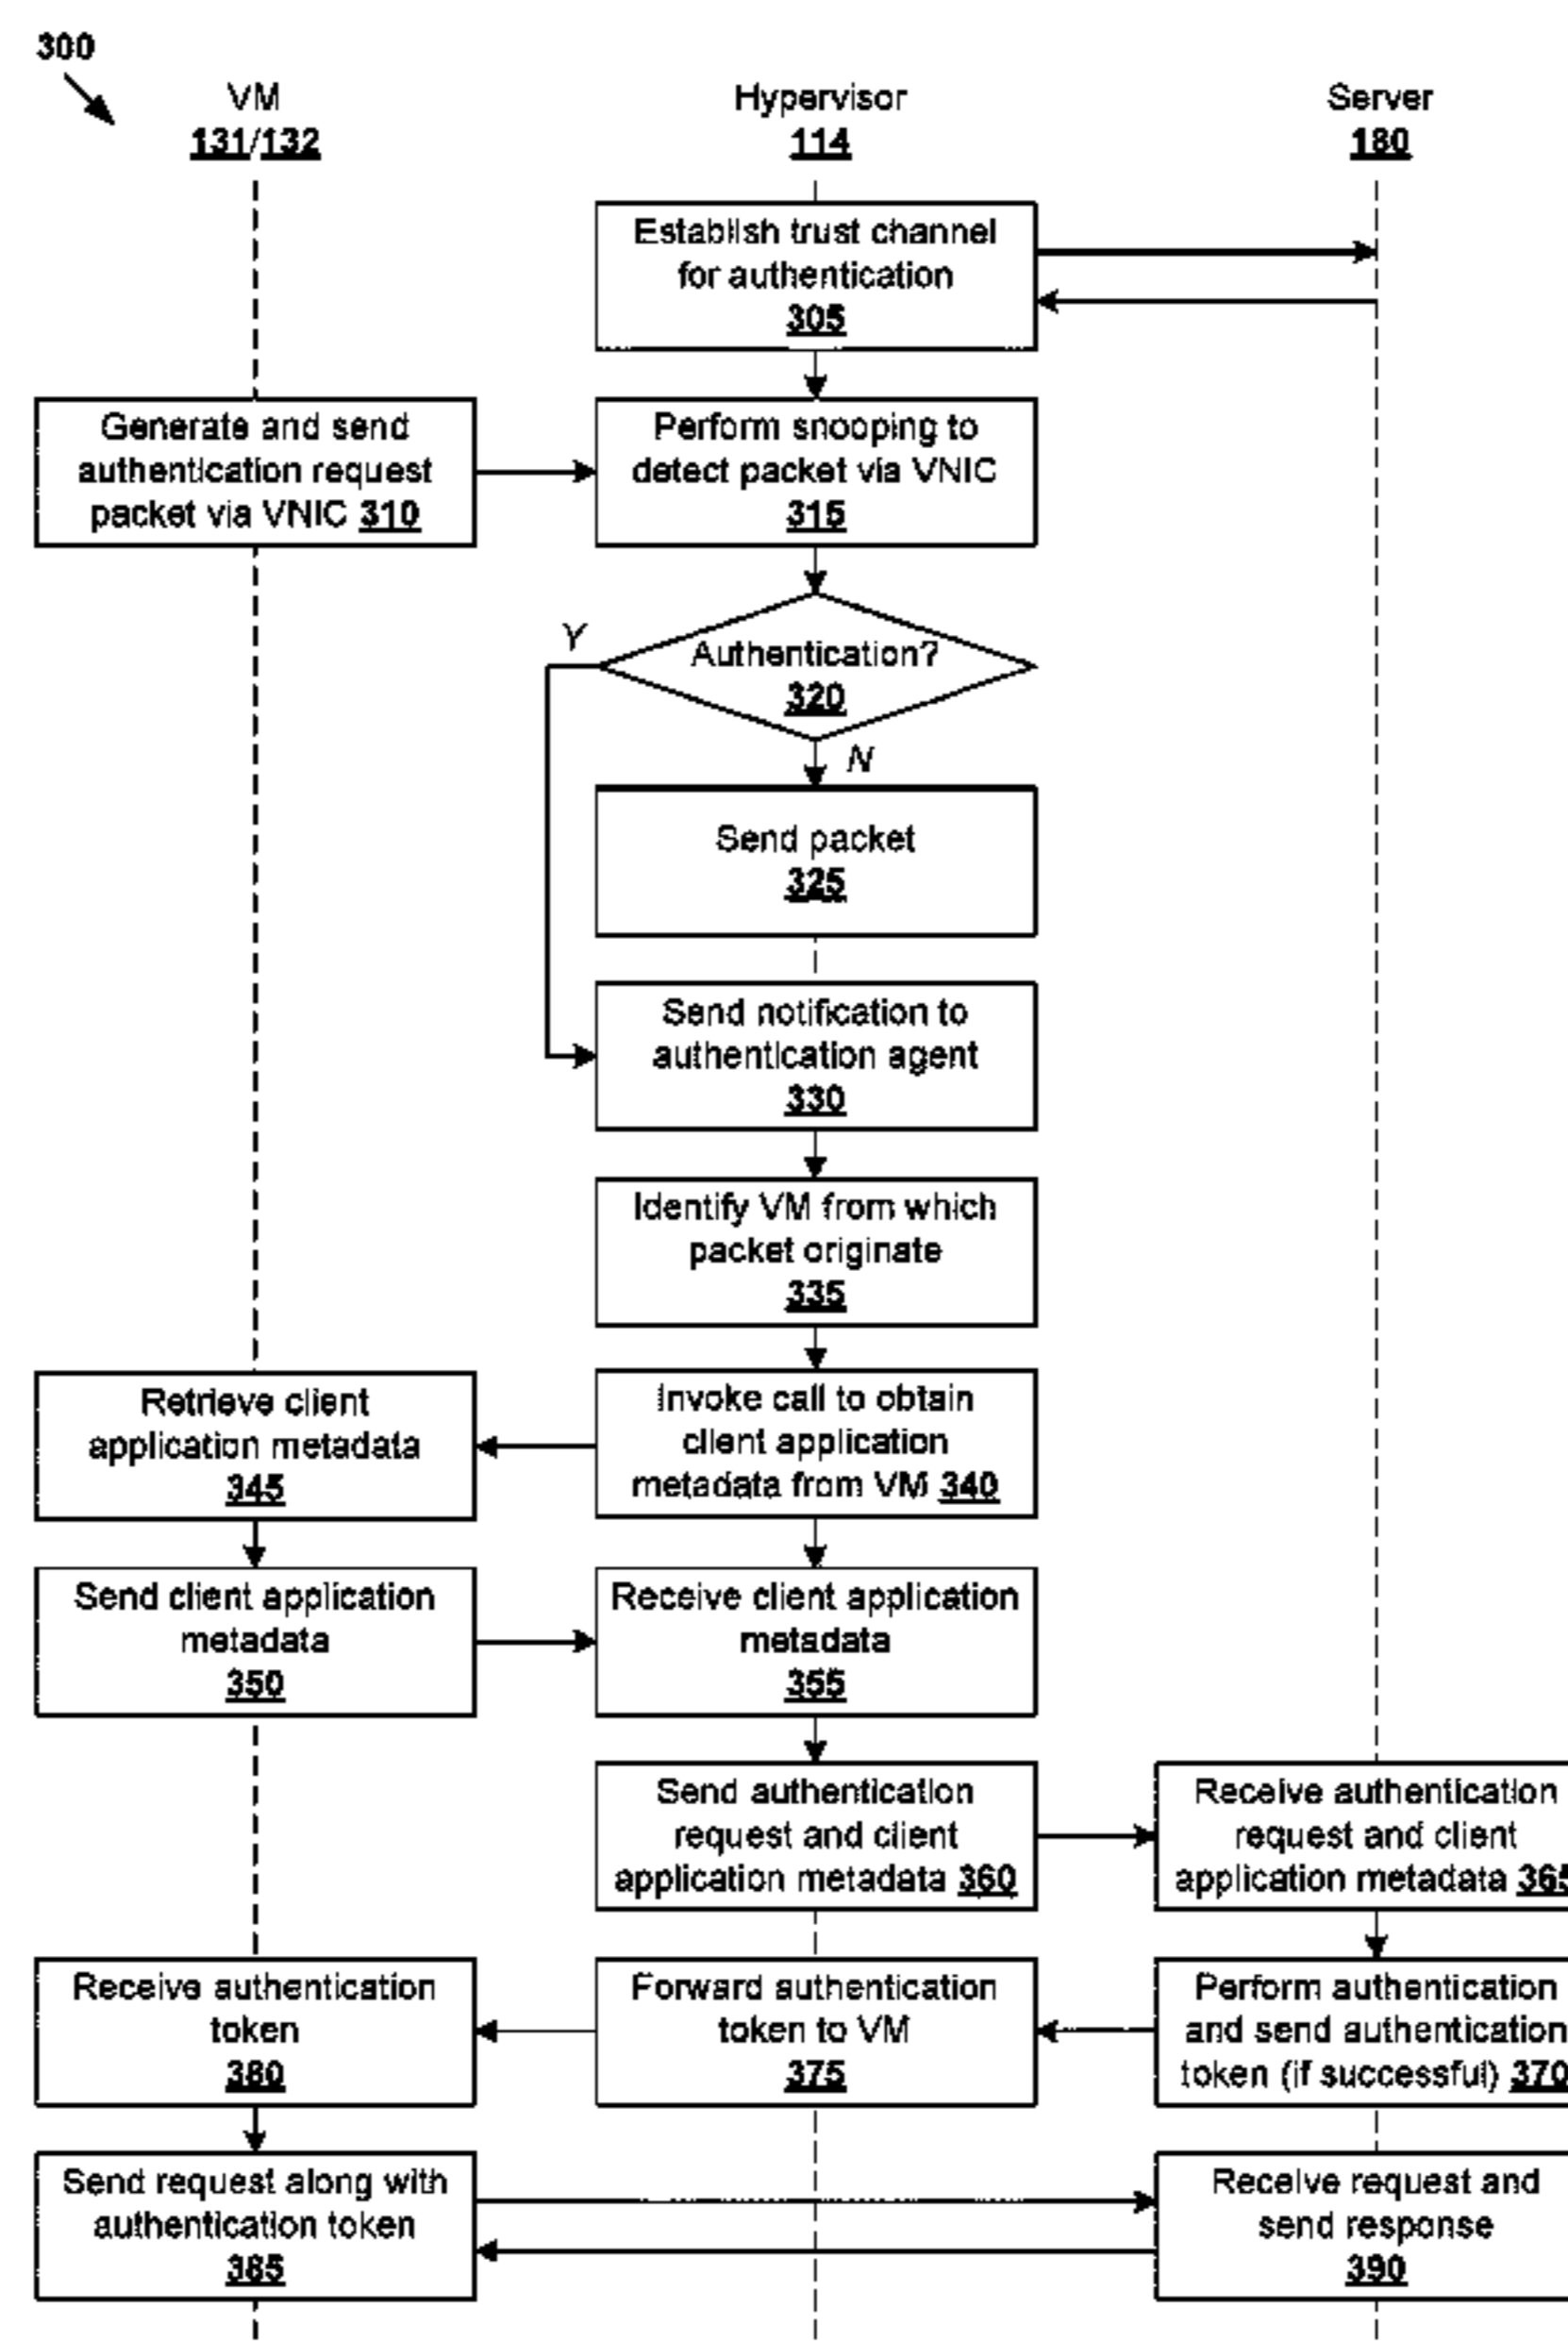 300
VM
131/132
Hypervisor
114
Server
180
Establish trust channel
for authentication
305
Generate and send
authentication request
packet via VNIC 310
Perform snooping to
detect packet via VNIC
315
Y
Authentication?
320
N
Send packet
325
Send notification to
authentication agent
330
Identify VM from which
packet originate
335
Invoke call to obtain
client application
metadata from VM 340
Retrieve client
application metadata
345
Send client application
metadata
350
Receive client application
metadata
355
Send authentication
request and client
application metadata 360
Receive authentication
request and client
application metadata 365
Perform authentication
and send authentication
token (if successful) 370
Forward authentication
token to VM
375
Receive authentication
token
380
Send request along with
authentication token
385
Receive request and
send response
390